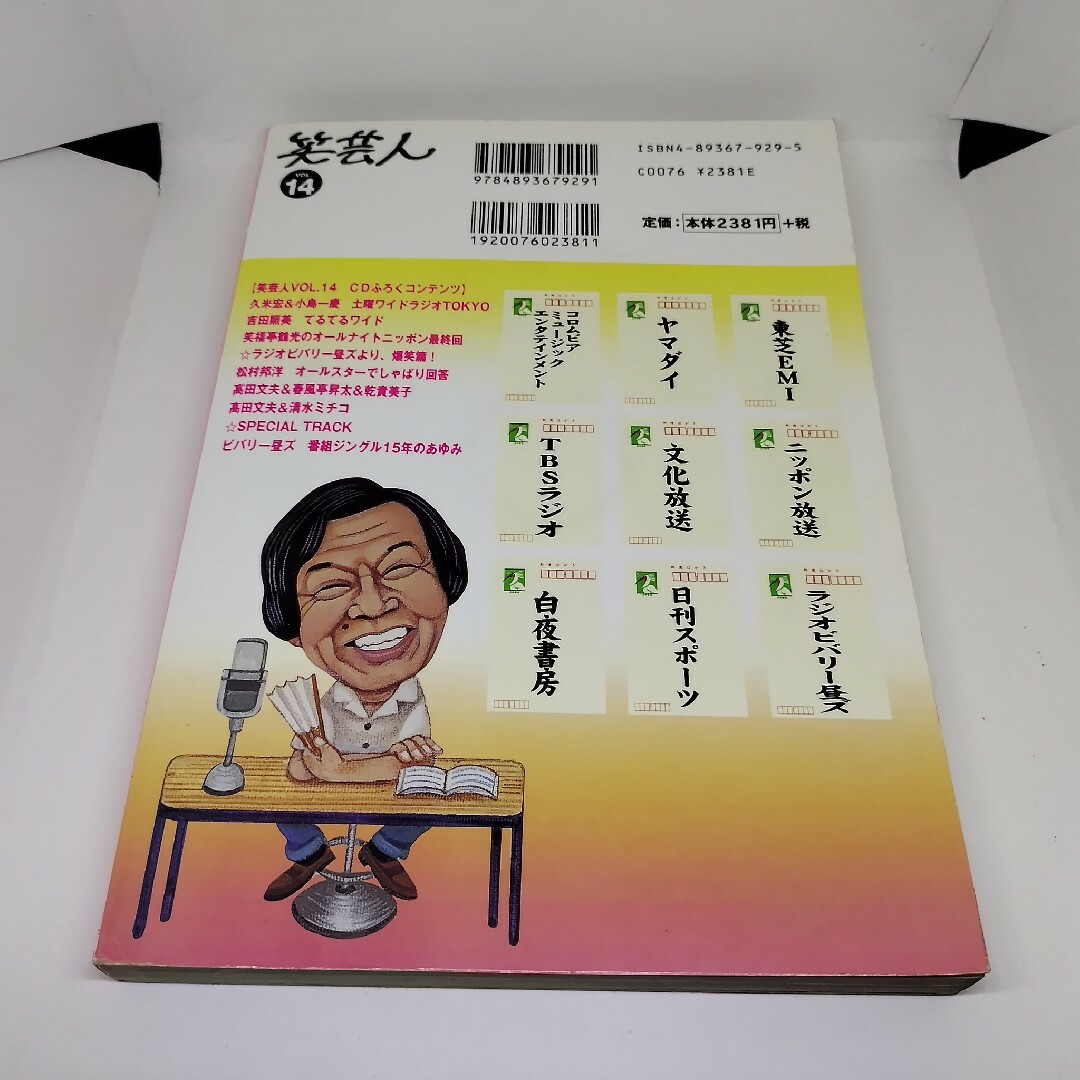 笑芸人
VOL
14
9784893679291
1920076023811
ISBN4-89367-929-5
C0076 ¥2381E
定価：本体2381円＋税
【笑芸人VOL.14　CDふろくコンテンツ】
久米宏＆小島一慶　土曜ワイドラジオTOKYO
吉田照美　てるてるワイド
笑福亭鶴光のオールナイトニッポン最終回
☆ラジオビバリー昼ズより、爆笑篇！
松村邦洋　オールスターでしゃばり回答
高田文夫＆春風亭昇太＆乾貴美子
高田文夫＆清水ミチコ
☆SPECIAL TRACK
ビバリー昼ズ　番組ジングル15年のあゆみ
コロムビア
ミュージック
エンタテインメント
ヤマダイ
東芝EMI
TBSラジオ
文化放送
ニッポン放送
白夜書房
日刊スポーツ
ラジオビバリー昼ズ